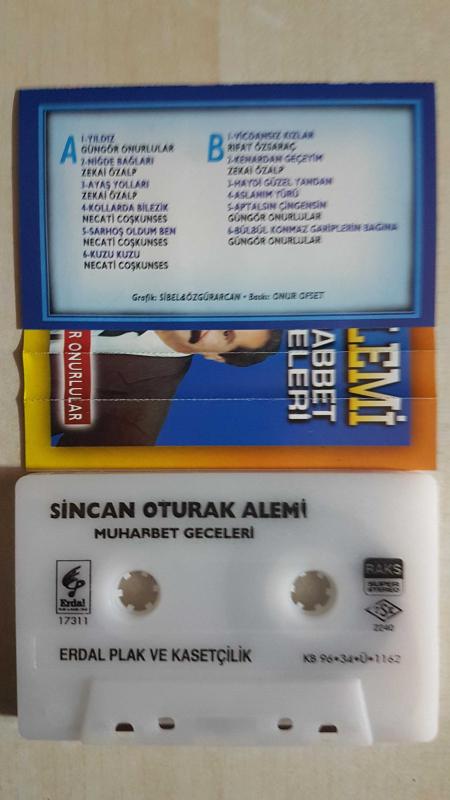 A
1-YILDIZ
GÜNGÖR ONURLULAR
2-NİĞDE BAĞLARI
ZEKAİ ÖZALP
3-AYAŞ YOLLARI
ZEKAİ ÖZALP
4-KOLLARDA BİLEZİK
NECATİ COŞKUNSES
5-SARHOŞ OLDUM BEN
NECATİ COŞKUNSES
6-KUZU KUZU
NECATİ COŞKUNSES
B
1-VİCDANSIZ KIZLAR
RIFAT ÖZSARAÇ
2-KENARDAN GEÇEYİM
ZEKAİ ÖZALP
3-HAYDİ GÜZEL YANDAN
4-ASLANIM YÜRÜ
5-APTALSIN ÇİNGENSİN
GÜNGÖR ONURLULAR
6-BÜLBÜL KONMAZ GARİPLERİN BAĞINA
GÜNGÖR ONURLULAR
Grafik: SİBEL&ÖZGÜRARCAN • Baskı: ONUR OFSET
R ONURLULAR
LEMİ
ABBET
ELERİ
SİNCAN OTURAK ALEMİ
MUHARBET GECELERİ
Erdal
17311
RAKS
SUPER
STEREO
TSE
2240
ERDAL PLAK VE KASETÇİLİK
KB 96•34•Ü•1162